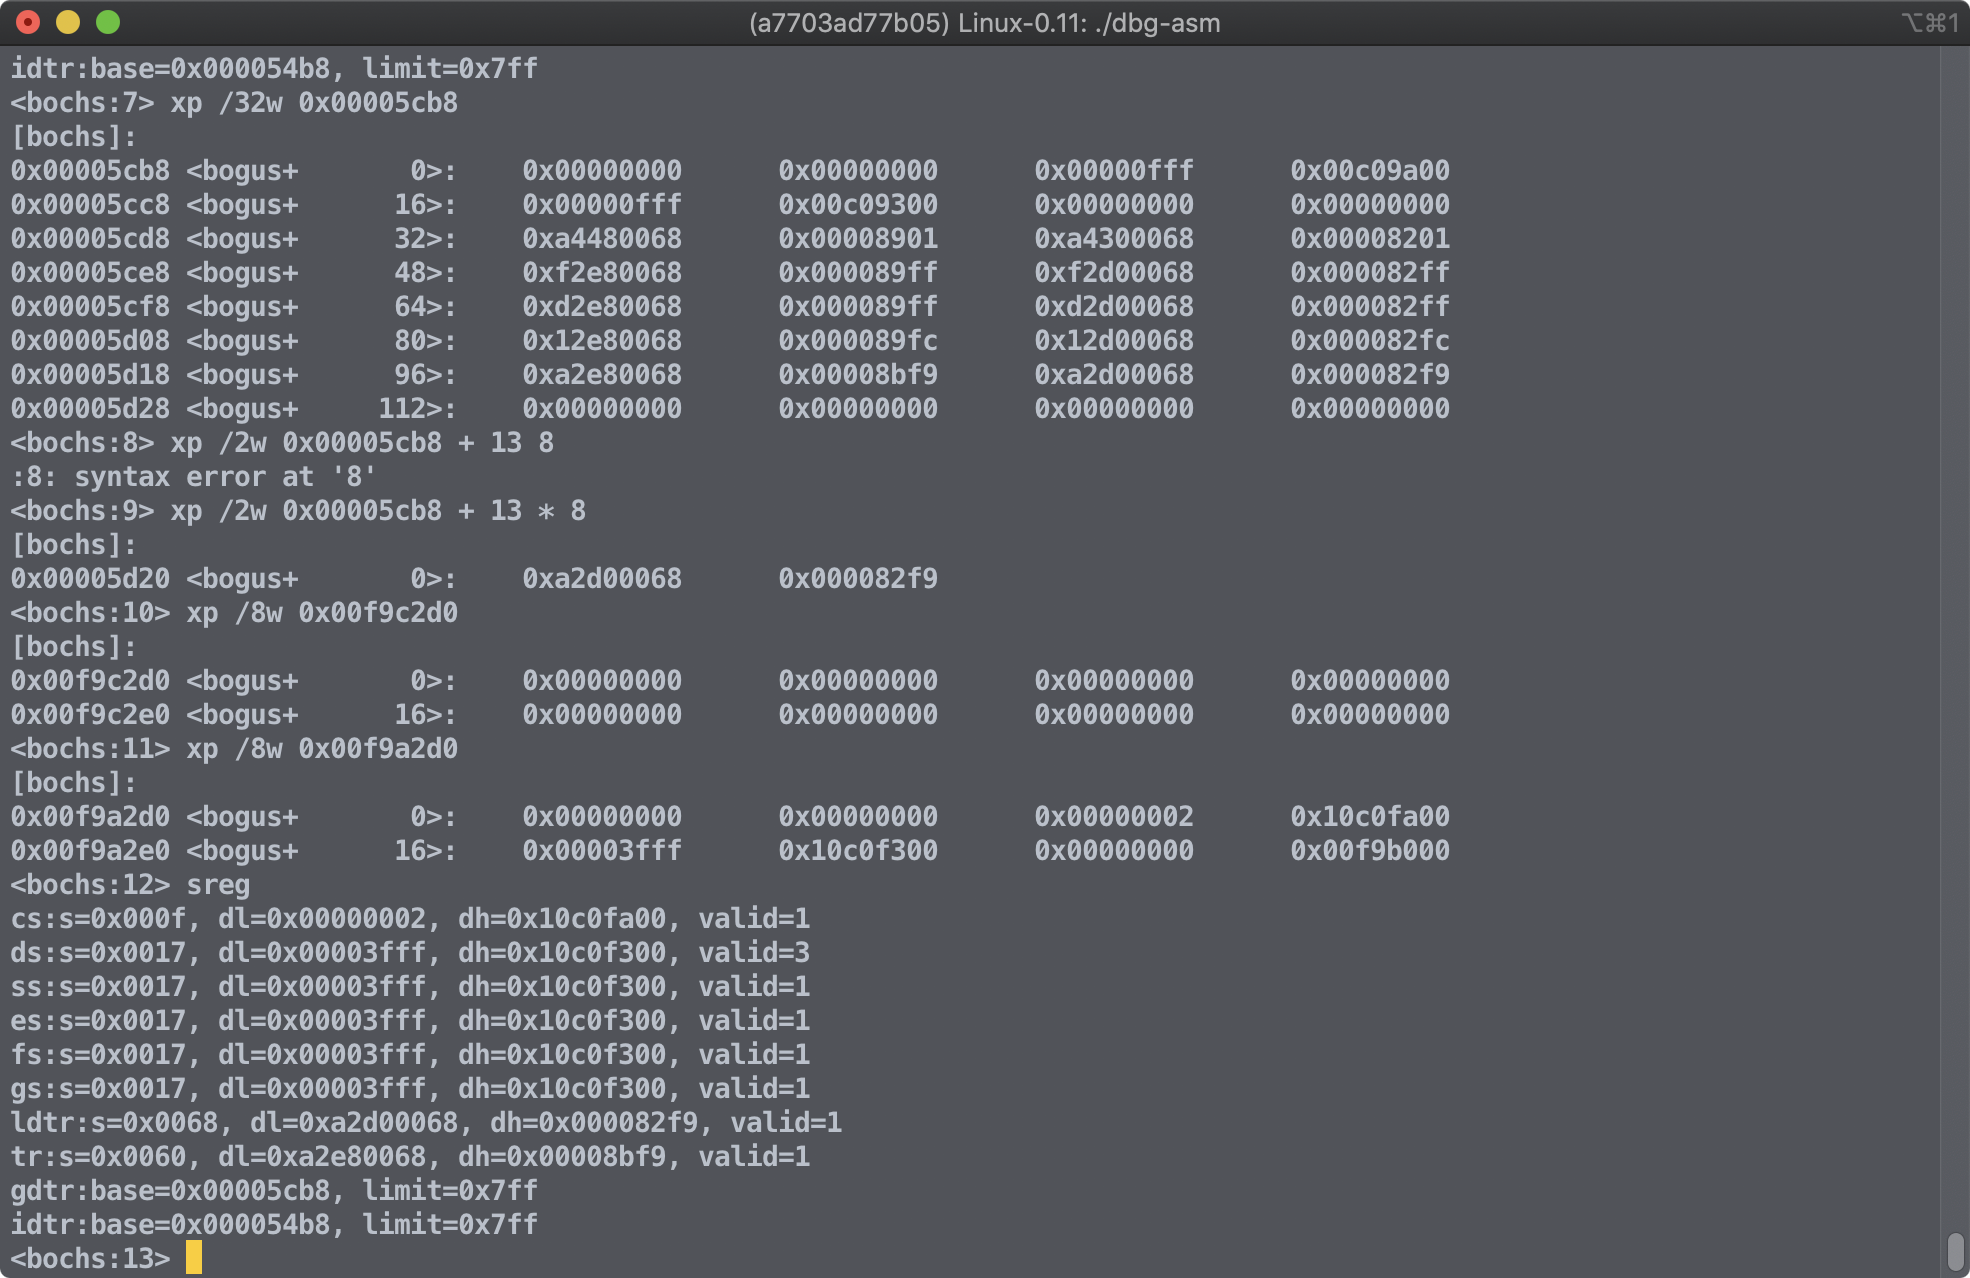 (a7703ad77b05) Linux-0.11: ./dbg-asm ⌥⌘1
idtr:base=0x000054b8, limit=0x7ff
<bochs:7> xp /32w 0x00005cb8
[bochs]:
0x00005cb8 <bogus+       0>:    0x00000000      0x00000000      0x00000fff      0x00c09a00
0x00005cc8 <bogus+      16>:    0x00000fff      0x00c09300      0x00000000      0x00000000
0x00005cd8 <bogus+      32>:    0xa4480068      0x00008901      0xa4300068      0x00008201
0x00005ce8 <bogus+      48>:    0xf2e80068      0x000089ff      0xf2d00068      0x000082ff
0x00005cf8 <bogus+      64>:    0xd2e80068      0x000089ff      0xd2d00068      0x000082ff
0x00005d08 <bogus+      80>:    0x12e80068      0x000089fc      0x12d00068      0x000082fc
0x00005d18 <bogus+      96>:    0xa2e80068      0x00008bf9      0xa2d00068      0x000082f9
0x00005d28 <bogus+     112>:    0x00000000      0x00000000      0x00000000      0x00000000
<bochs:8> xp /2w 0x00005cb8 + 13 8
:8: syntax error at '8'
<bochs:9> xp /2w 0x00005cb8 + 13 * 8
[bochs]:
0x00005d20 <bogus+       0>:    0xa2d00068      0x000082f9
<bochs:10> xp /8w 0x00f9c2d0
[bochs]:
0x00f9c2d0 <bogus+       0>:    0x00000000      0x00000000      0x00000000      0x00000000
0x00f9c2e0 <bogus+      16>:    0x00000000      0x00000000      0x00000000      0x00000000
<bochs:11> xp /8w 0x00f9a2d0
[bochs]:
0x00f9a2d0 <bogus+       0>:    0x00000000      0x00000000      0x00000002      0x10c0fa00
0x00f9a2e0 <bogus+      16>:    0x00003fff      0x10c0f300      0x00000000      0x00f9b000
<bochs:12> sreg
cs:s=0x000f, dl=0x00000002, dh=0x10c0fa00, valid=1
ds:s=0x0017, dl=0x00003fff, dh=0x10c0f300, valid=3
ss:s=0x0017, dl=0x00003fff, dh=0x10c0f300, valid=1
es:s=0x0017, dl=0x00003fff, dh=0x10c0f300, valid=1
fs:s=0x0017, dl=0x00003fff, dh=0x10c0f300, valid=1
gs:s=0x0017, dl=0x00003fff, dh=0x10c0f300, valid=1
ldtr:s=0x0068, dl=0xa2d00068, dh=0x000082f9, valid=1
tr:s=0x0060, dl=0xa2e80068, dh=0x00008bf9, valid=1
gdtr:base=0x00005cb8, limit=0x7ff
idtr:base=0x000054b8, limit=0x7ff
<bochs:13>